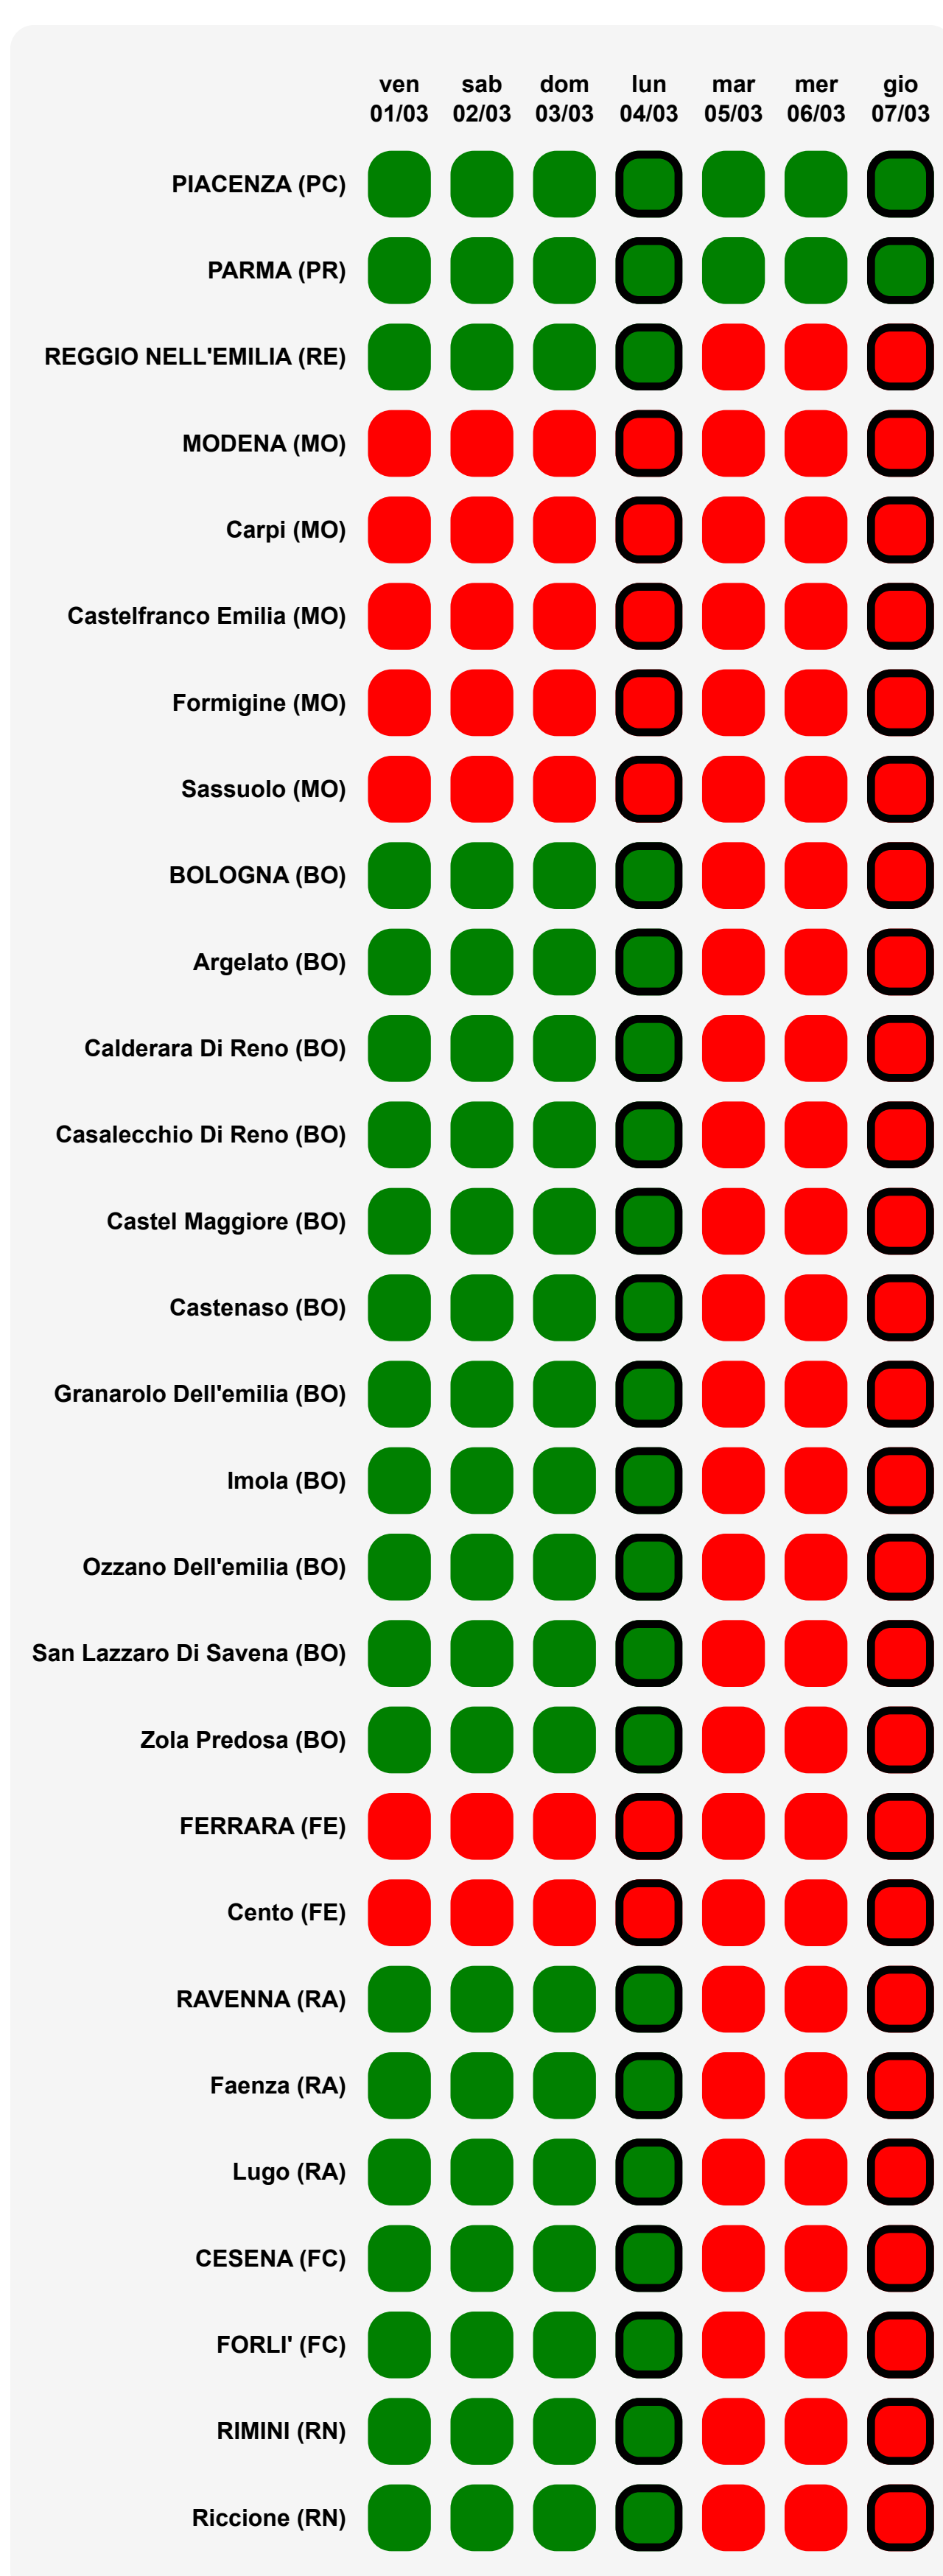 ven sab dom lun mar mer gio
01/03 02/03 03/03 04/03 05/03 06/03 07/03
PIACENZA (PC)
PARMA (PR)
REGGIO NELL'EMILIA (RE)
MODENA (MO)
Carpi (MO)
Castelfranco Emilia (MO)
Formigine (MO)
Sassuolo (MO)
BOLOGNA (BO)
Argelato (BO)
Calderara Di Reno (BO)
Casalecchio Di Reno (BO)
Castel Maggiore (BO)
Castenaso (BO)
Granarolo Dell'emilia (BO)
Imola (BO)
Ozzano Dell'emilia (BO)
San Lazzaro Di Savena (BO)
Zola Predosa (BO)
FERRARA (FE)
Cento (FE)
RAVENNA (RA)
Faenza (RA)
Lugo (RA)
CESENA (FC)
FORLI' (FC)
RIMINI (RN)
Riccione (RN)